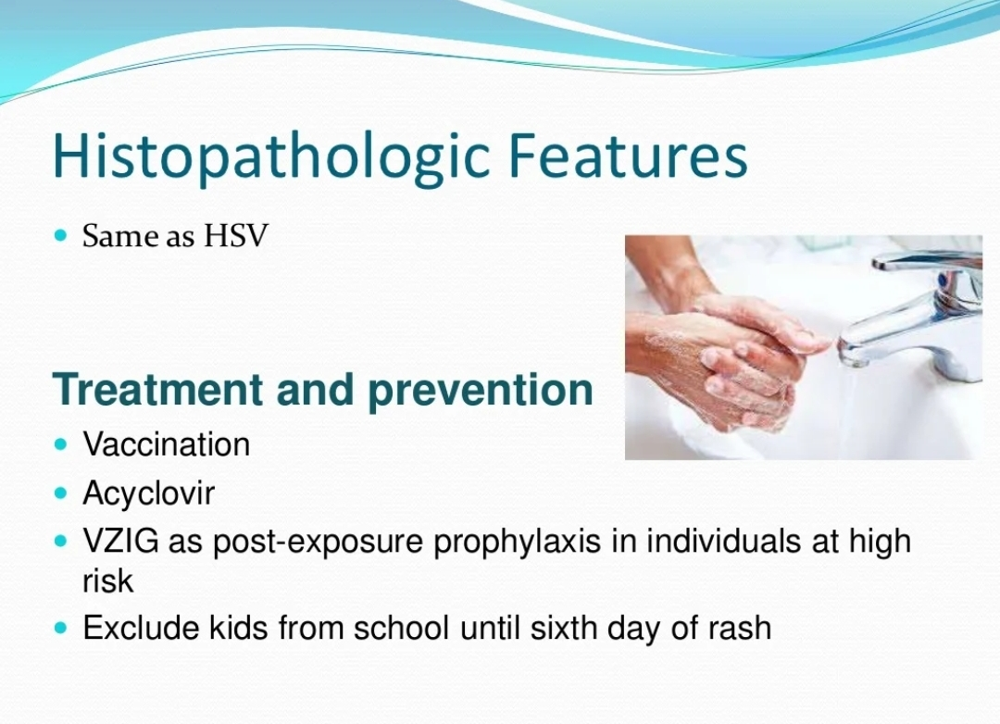 Histopathologic Features
• Same as HSV
Treatment and prevention
• Vaccination
• Acyclovir
• VZIG as post-exposure prophylaxis in individuals at high
risk
• Exclude kids from school until sixth day of rash